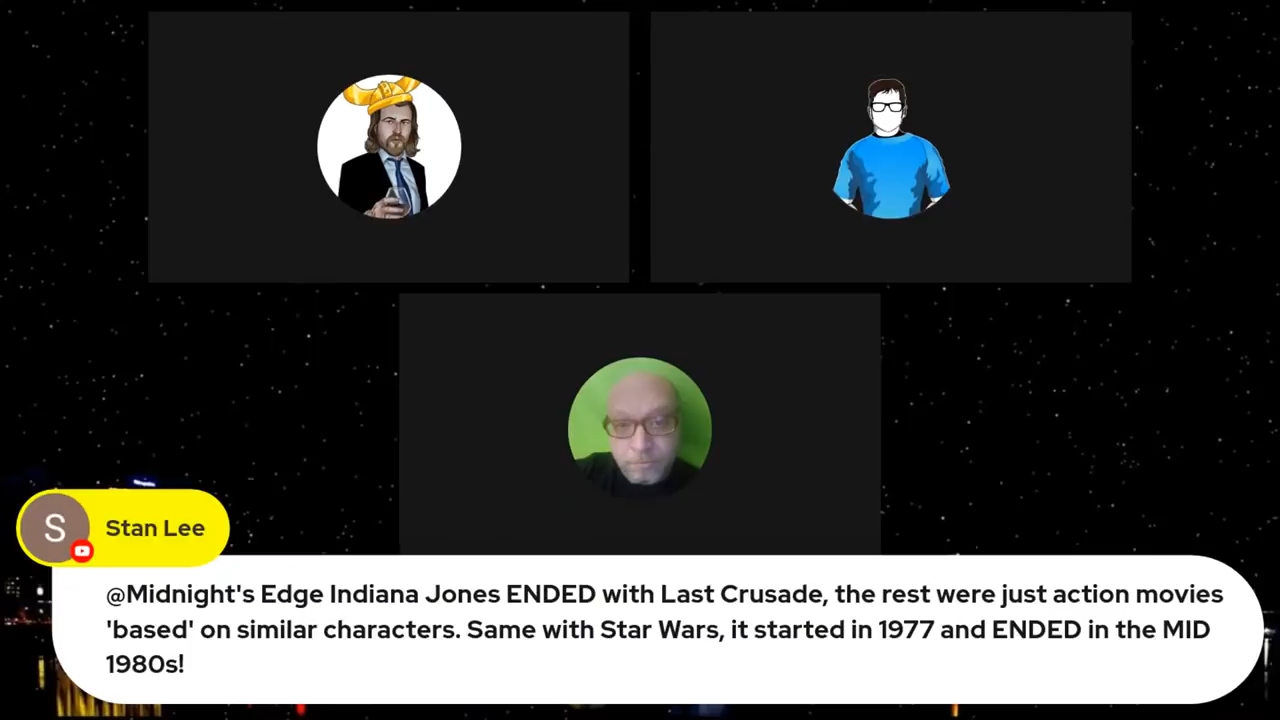 S
Stan Lee
@Midnight's Edge Indiana Jones ENDED with Last Crusade, the rest were just action movies
'based' on similar characters. Same with Star Wars, it started in 1977 and ENDED in the MID
1980s!